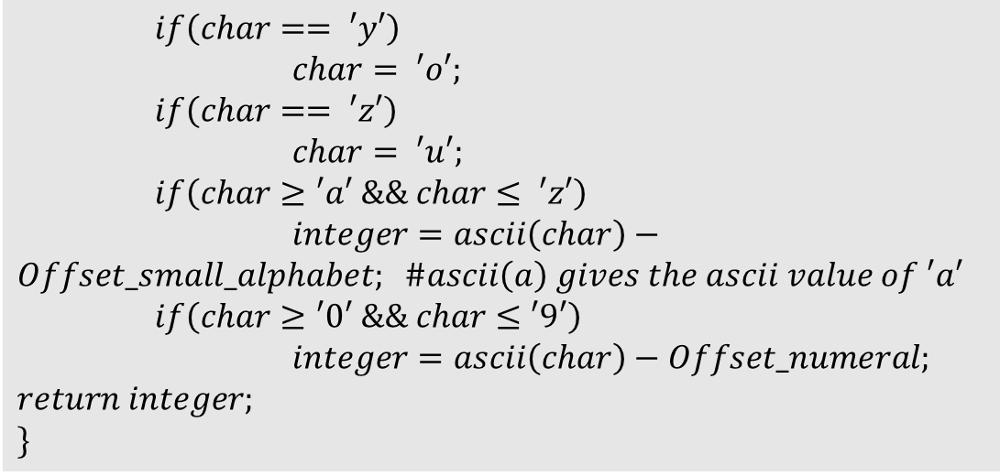 if(char == 'y')
char = 'o';
if(char == 'z')
char = 'u';
if(char ≥ 'a' && char ≤ 'z')
integer = ascii(char) −
Offset_small_alphabet; #ascii(a) gives the ascii value of 'a'
if(char ≥ '0' && char ≤ '9')
integer = ascii(char) − Offset_numeral;
return integer;
}